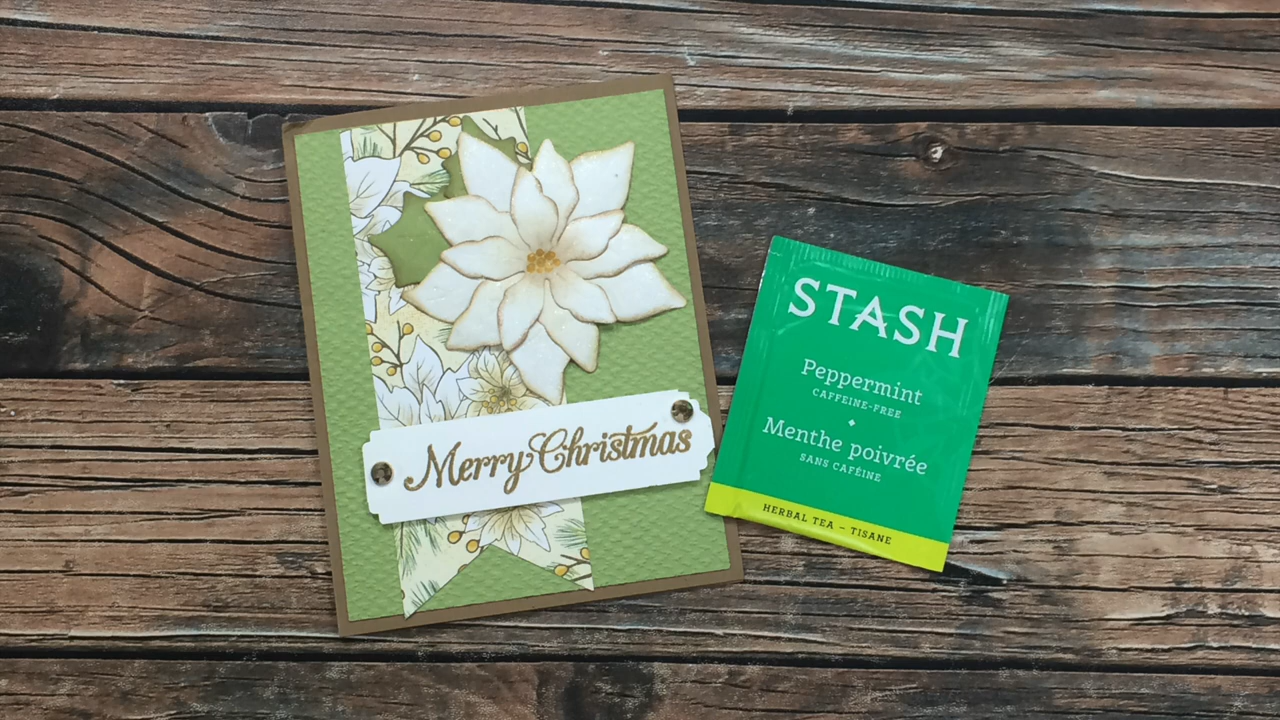 Merry Christmas
STASH
Peppermint
CAFFEINE-FREE
Menthe poivrée
SANS CAFÉINE
HERBAL TEA – TISANE